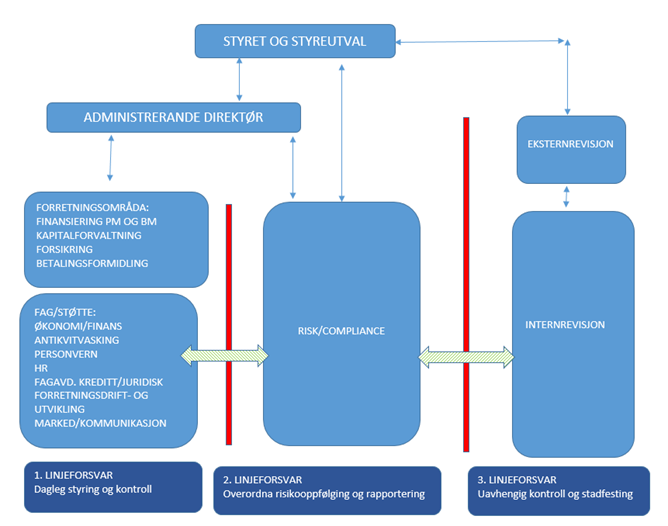 STYRET OG STYREUTVAL
ADMINISTRERANDE DIREKTØR
EKSTERNREVISJON
FORRETNINGSOMRÅDA:
FINANSIERING PM OG BM
KAPITALFORVALTNING
FORSIKRING
BETALINGSFORMIDLING
FAG/STØTTE:
ØKONOMI/FINANS
ANTIKVITVASKING
PERSONVERN
HR
FAGAVD. KREDITT/JURIDISK
FORRETNINGSDRIFT- OG
UTVIKLING
MARKED/KOMMUNIKASJON
RISK/COMPLIANCE
INTERNREVISJON
1. LINJEFORSVAR
Dagleg styring og kontroll
2. LINJEFORSVAR
Overordna risikooppfølging og rapportering
3. LINJEFORSVAR
Uavhengig kontroll og stadfesting